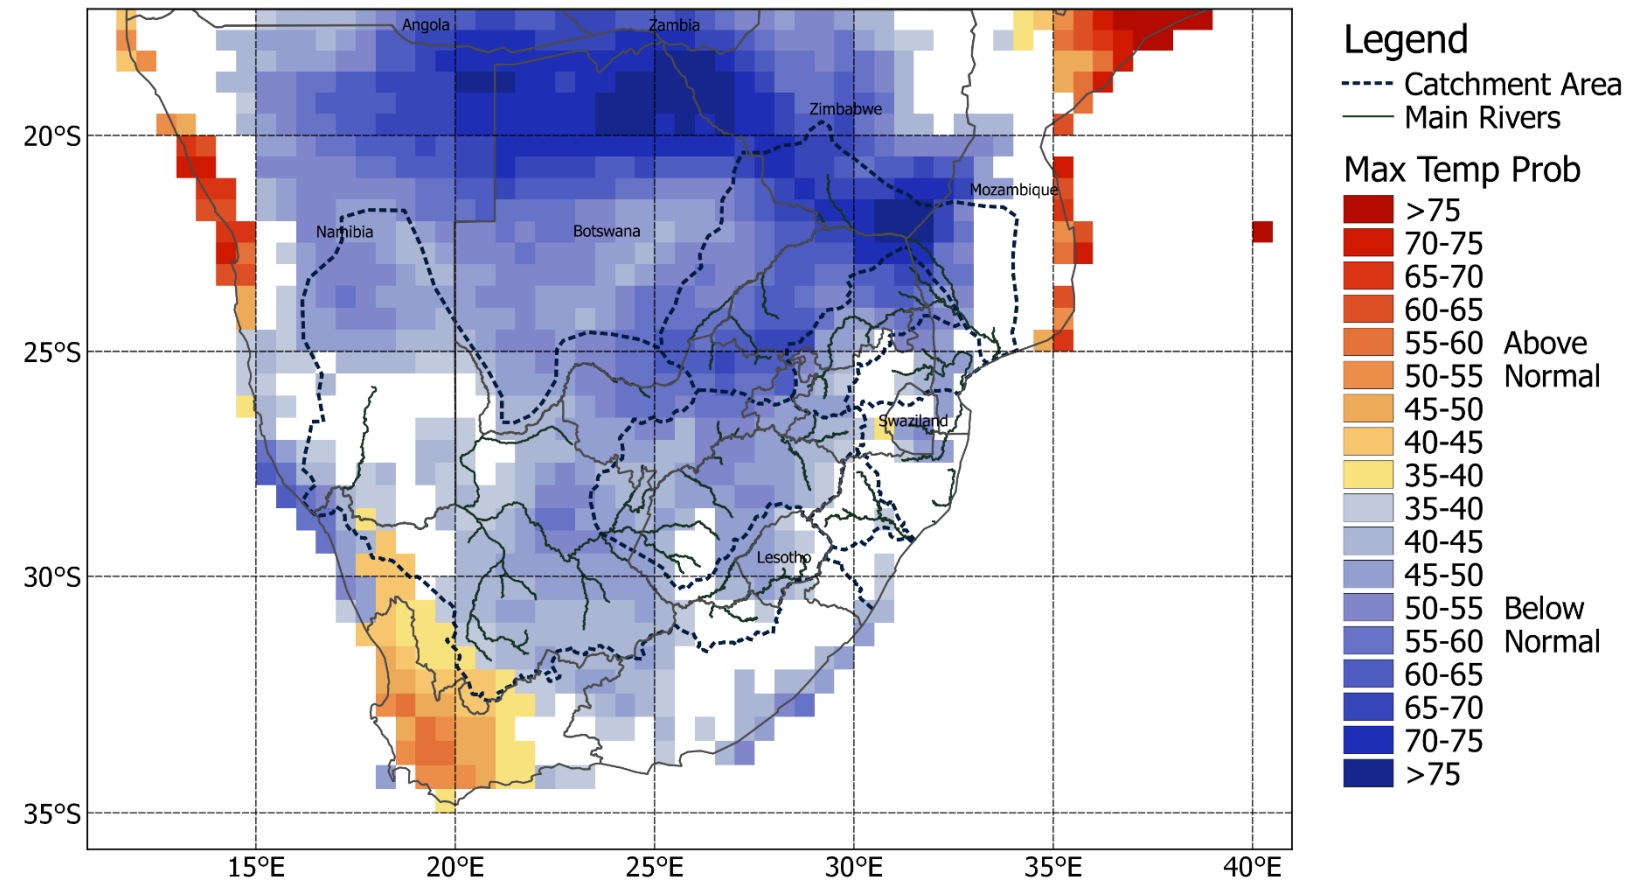 Angola
Zambia
Zimbabwe
Mozambique
Namibia
Botswana
Swaziland
Lesotho
20°S
25°S
30°S
35°S
15°E
20°E
25°E
30°E
35°E
40°E
Legend
Catchment Area
Main Rivers
Max Temp Prob
>75
70-75
65-70
60-65
55-60 Above
50-55 Normal
45-50
40-45
35-40
35-40
40-45
45-50
50-55 Below
55-60 Normal
60-65
65-70
70-75
>75